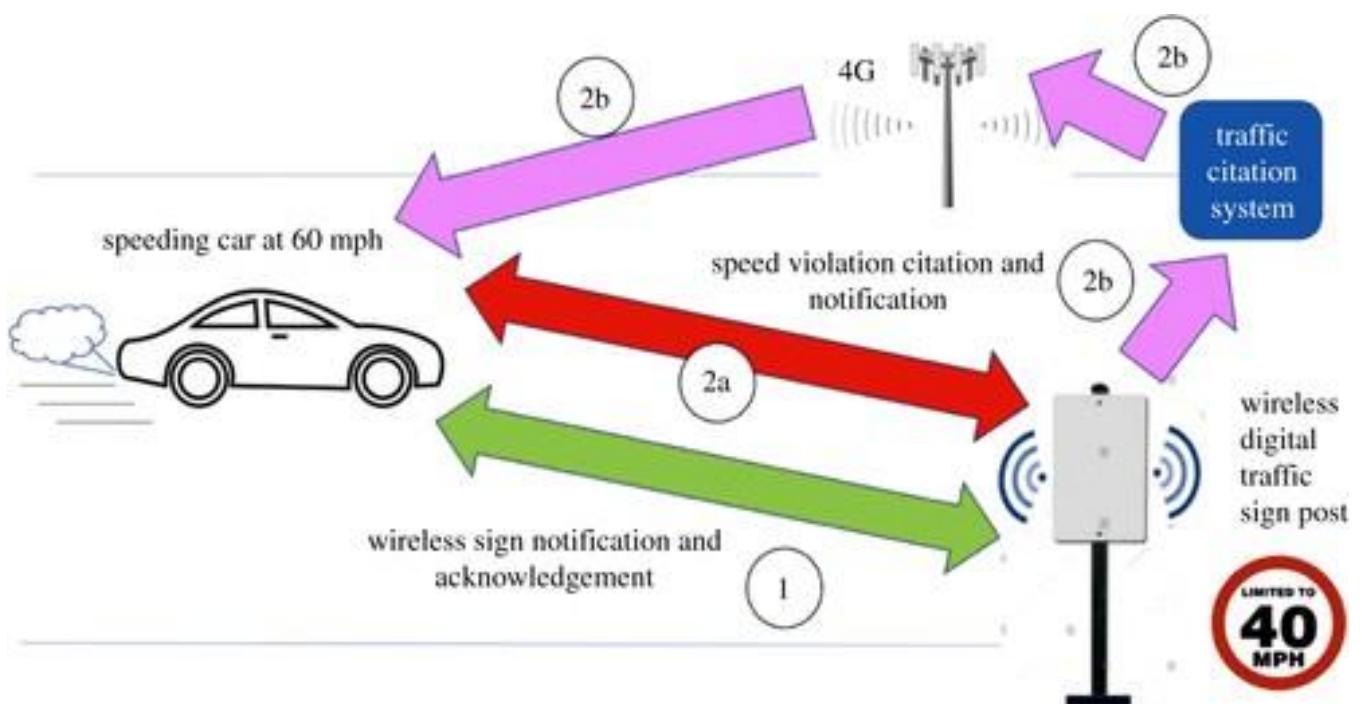 2b
4G
2b
traffic
citation
system
speeding car at 60 mph
speed violation citation and
notification
2b
2a
wireless
digital
traffic
sign post
wireless sign notification and
acknowledgement
1
LIMITED TO
40
MPH